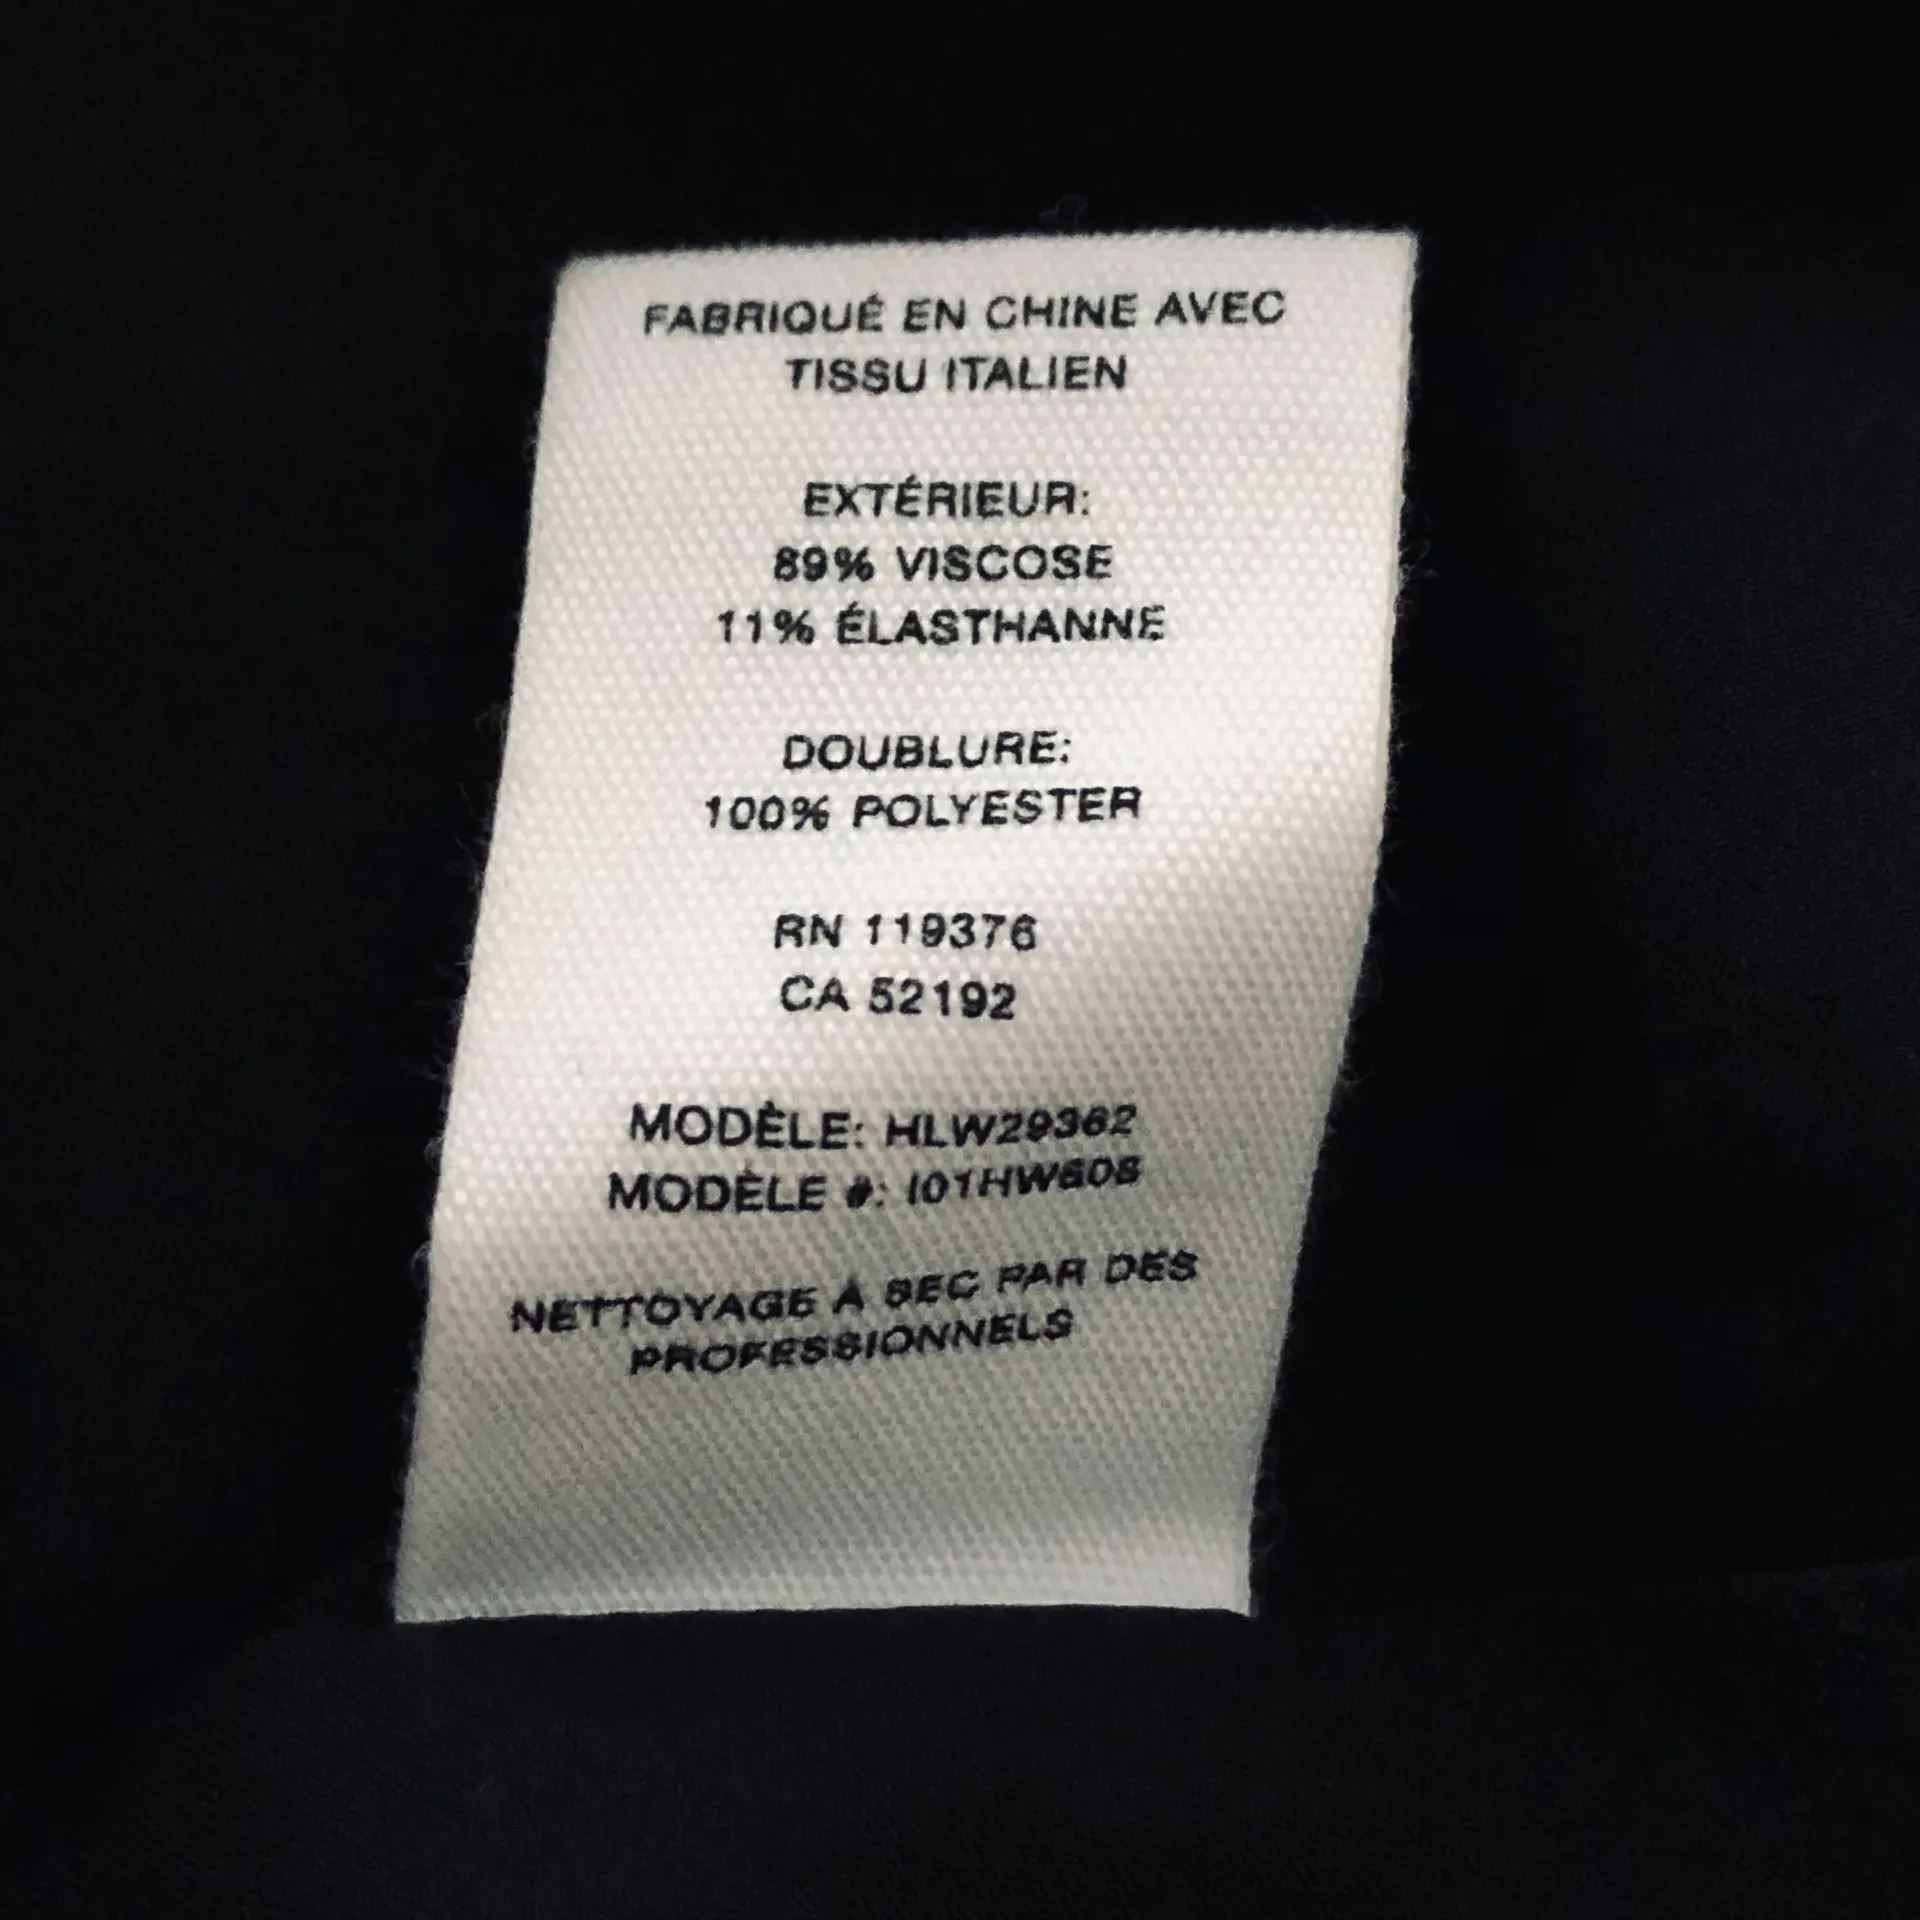 FABRIQUÉ EN CHINE AVEC
TISSU ITALIEN
EXTÉRIEUR:
89% VISCOSE
11% ÉLASTHANNE
DOUBLURE:
100% POLYESTER
RN 119376
CA 52192
MODÈLE: HLW29362
MODÈLE #: I01HW608
NETTOYAGE À SEC PAR DES
PROFESSIONNELS